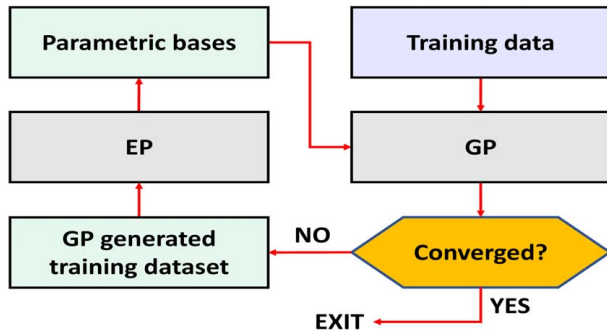 Parametric bases
Training data
EP
GP
GP generated
training dataset
NO
Converged?
YES
EXIT